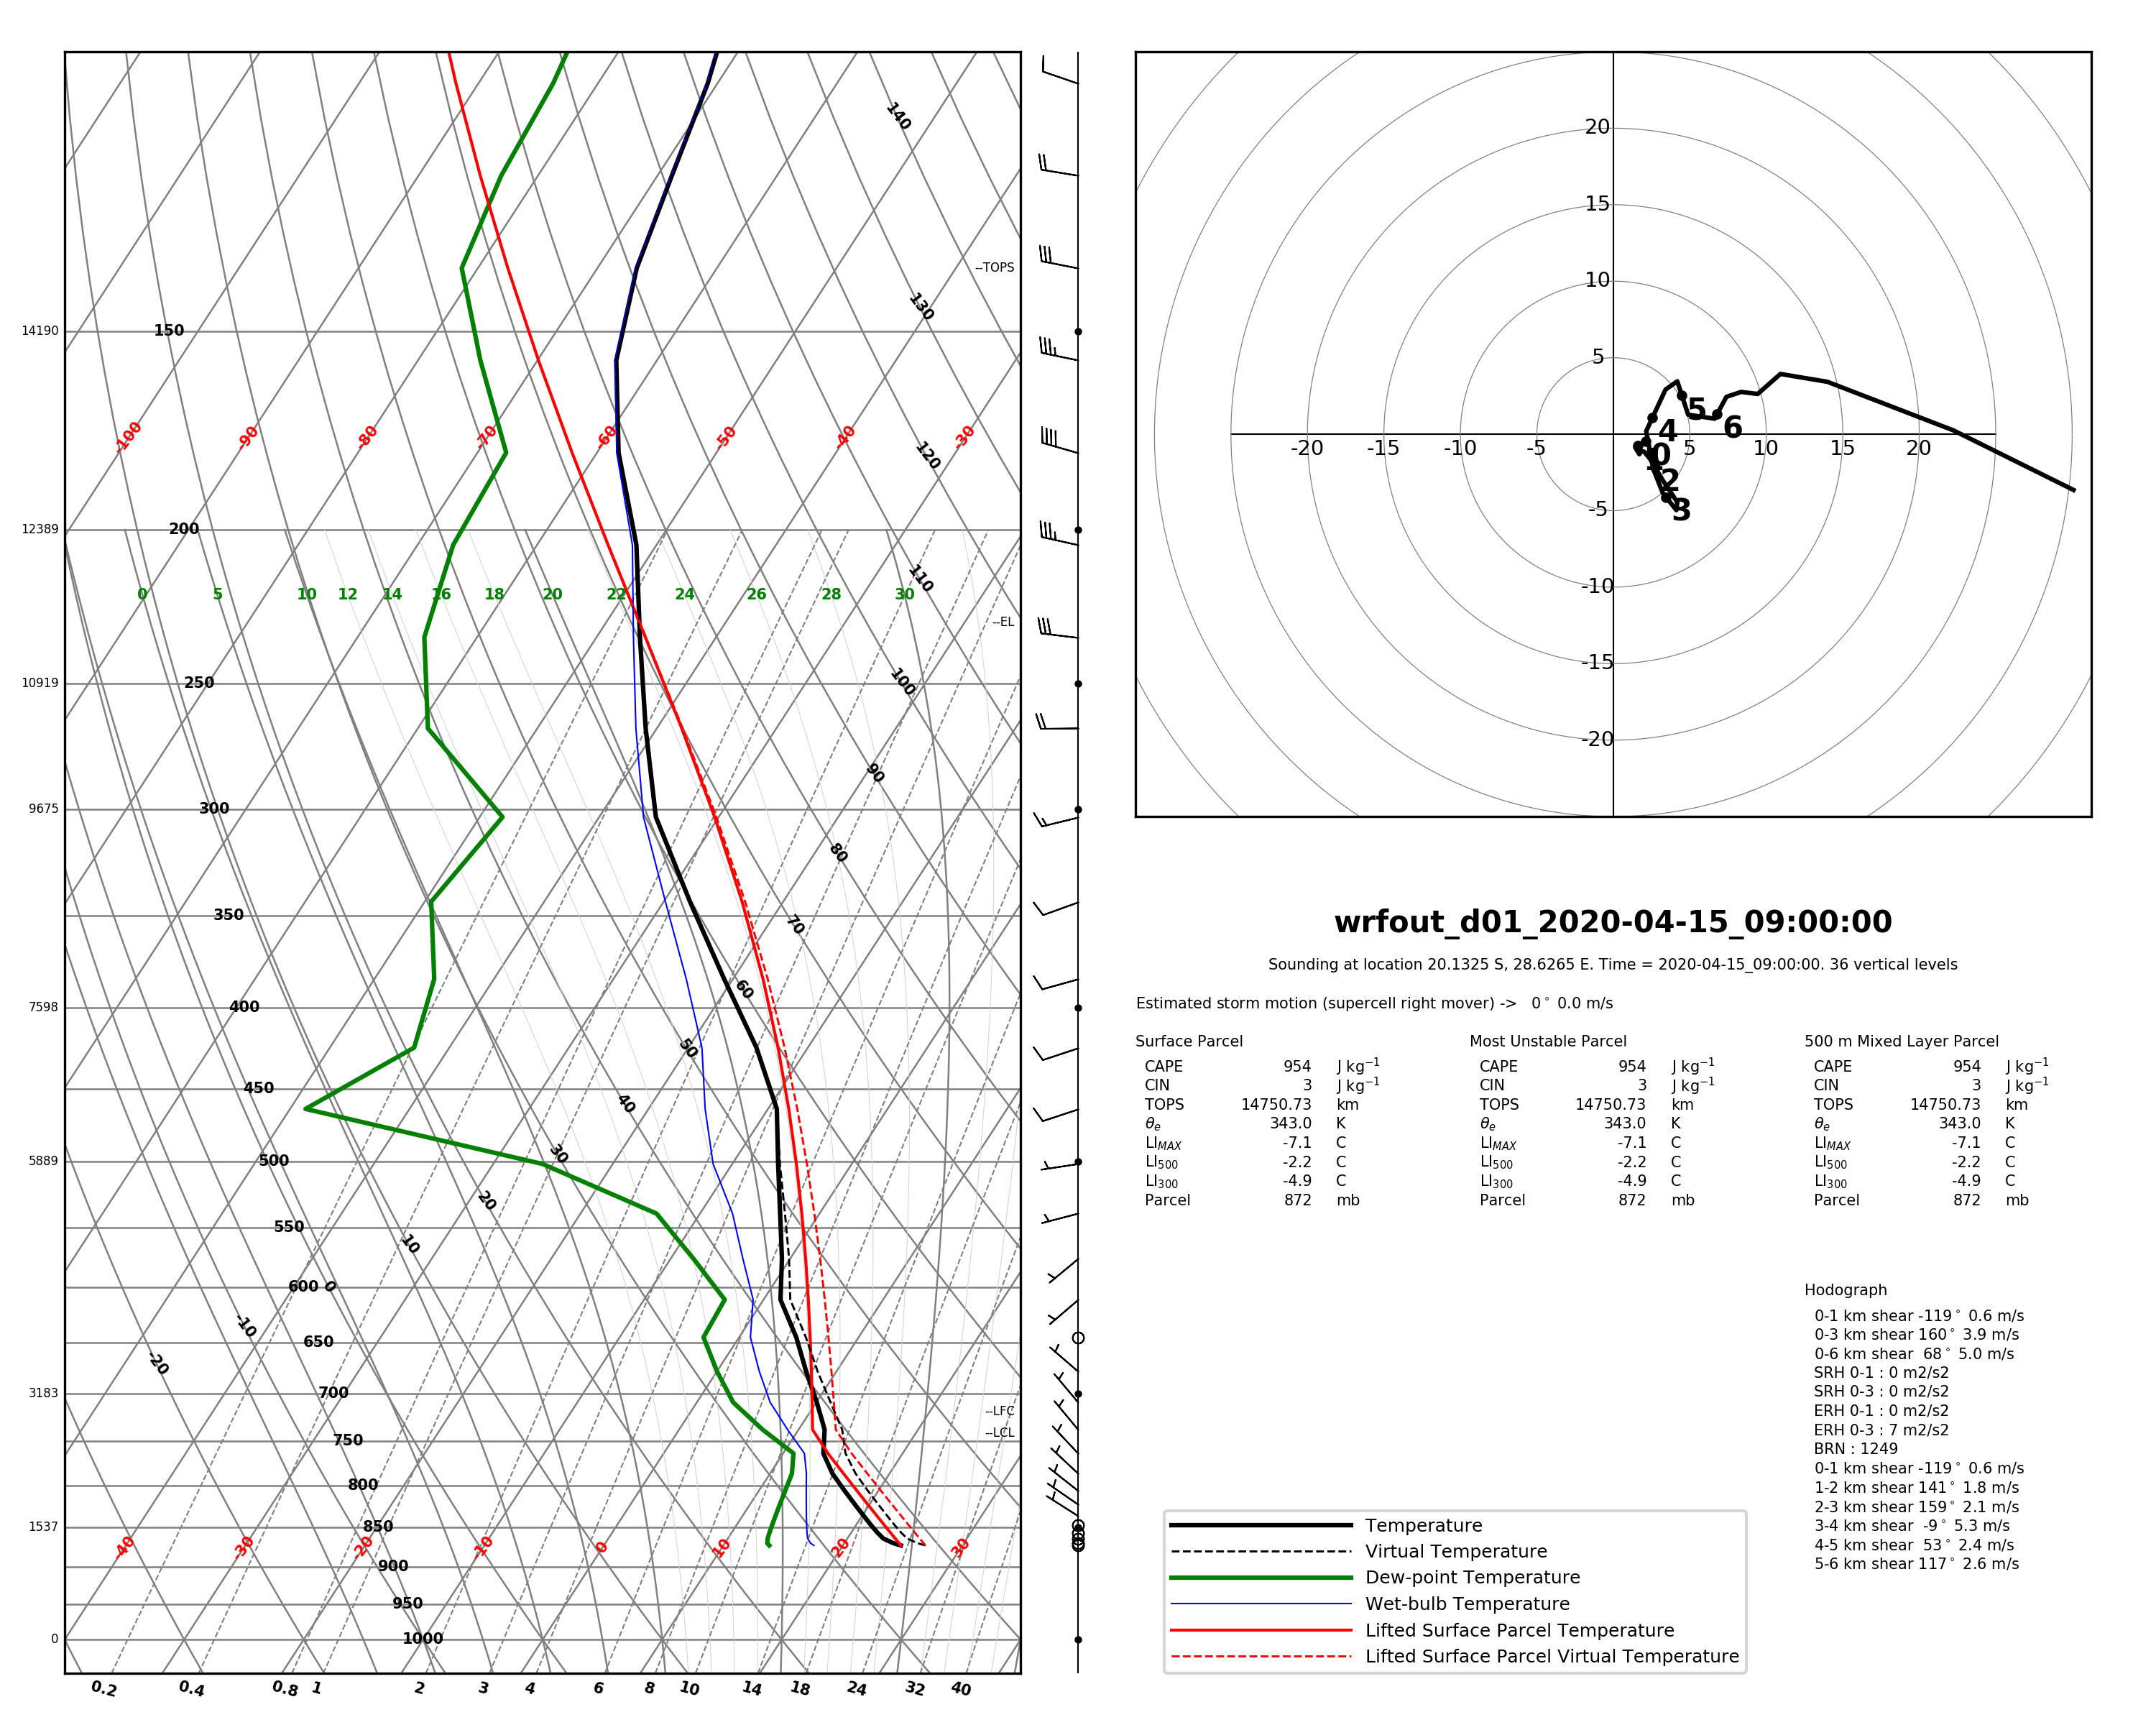 140
--TOPS
130
14190 150
-100 -90 -80 -70 -60 -50 -40 -30
120
12389 200
110
0 5 10 12 14 16 18 20 22 24 26 28 30
--EL
10919 250
100
90
9675 300
80
350
70
60
7598 400
50
450
40
5889 500
30
20
550
10
600 0
650
-10
-20
3183 700
--LFC
750
--LCL
800
1537 850
-40 -30 -20 -10 0 10 20 30
900
950
0 1000
0.2 0.4 0.8 1 2 3 4 6 8 10 14 18 24 32 40
20
15
10
5
-20 -15 -10 -5 5 10 15 20
-5
-10
-15
-20
0
1
2
3
4
5
6
wrfout_d01_2020-04-15_09:00:00
Sounding at location 20.1325 S, 28.6265 E. Time = 2020-04-15_09:00:00. 36 vertical levels
Estimated storm motion (supercell right mover) -> 0° 0.0 m/s
Surface Parcel
CAPE 954 J kg⁻¹
CIN 3 J kg⁻¹
TOPS 14750.73 km
θₑ 343.0 K
LI_MAX -7.1 C
LI₅₀₀ -2.2 C
LI₃₀₀ -4.9 C
Parcel 872 mb
Most Unstable Parcel
CAPE 954 J kg⁻¹
CIN 3 J kg⁻¹
TOPS 14750.73 km
θₑ 343.0 K
LI_MAX -7.1 C
LI₅₀₀ -2.2 C
LI₃₀₀ -4.9 C
Parcel 872 mb
500 m Mixed Layer Parcel
CAPE 954 J kg⁻¹
CIN 3 J kg⁻¹
TOPS 14750.73 km
θₑ 343.0 K
LI_MAX -7.1 C
LI₅₀₀ -2.2 C
LI₃₀₀ -4.9 C
Parcel 872 mb
Hodograph
0-1 km shear -119° 0.6 m/s
0-3 km shear 160° 3.9 m/s
0-6 km shear 68° 5.0 m/s
SRH 0-1 : 0 m2/s2
SRH 0-3 : 0 m2/s2
ERH 0-1 : 0 m2/s2
ERH 0-3 : 7 m2/s2
BRN : 1249
0-1 km shear -119° 0.6 m/s
1-2 km shear 141° 1.8 m/s
2-3 km shear 159° 2.1 m/s
3-4 km shear -9° 5.3 m/s
4-5 km shear 53° 2.4 m/s
5-6 km shear 117° 2.6 m/s
Temperature
Virtual Temperature
Dew-point Temperature
Wet-bulb Temperature
Lifted Surface Parcel Temperature
Lifted Surface Parcel Virtual Temperature